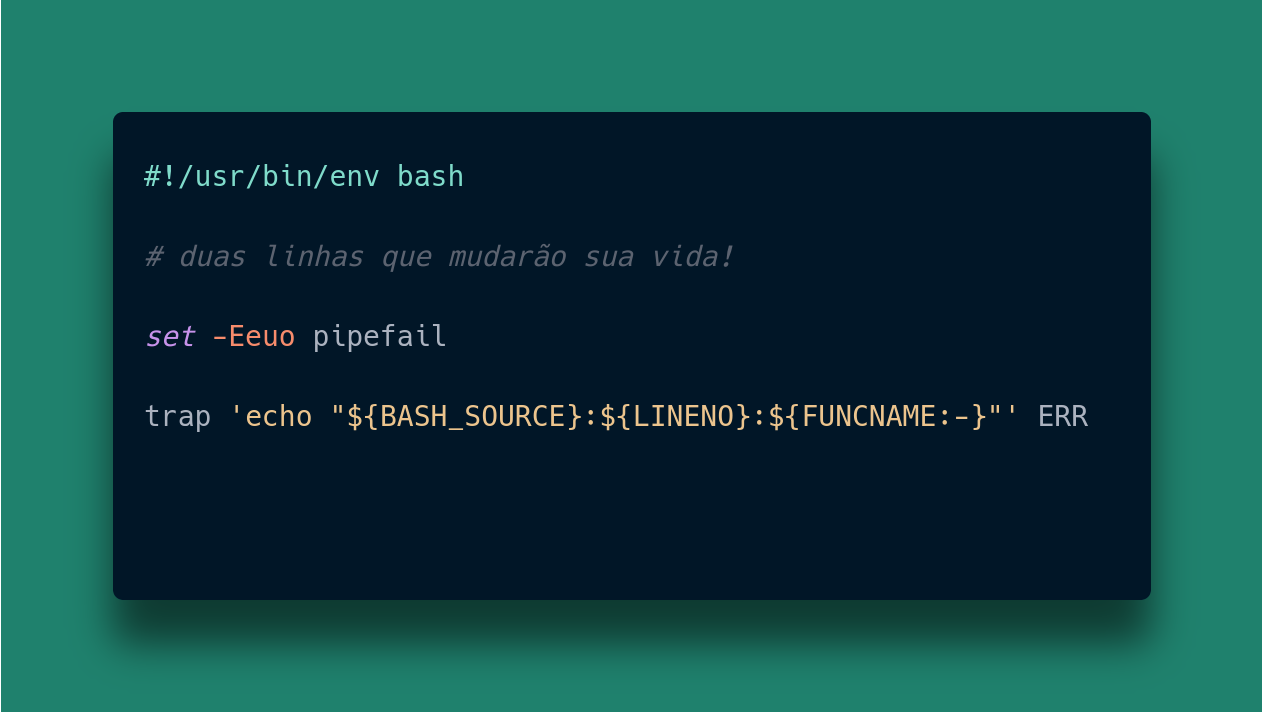 #!/usr/bin/env bash
# duas linhas que mudarão sua vida!
set -Eeuo pipefail
trap 'echo "${BASH_SOURCE}:${LINENO}:${FUNCNAME:-}"' ERR